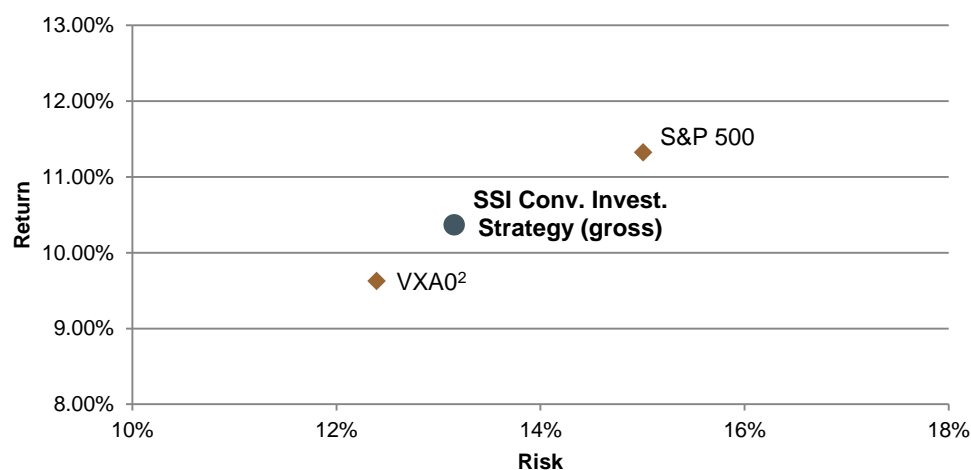 13.00%
12.00%
11.00%
10.00%
9.00%
8.00%
Return
S&P 500
SSI Conv. Invest.
Strategy (gross)
VXA0²
10%
12%
14%
16%
18%
Risk